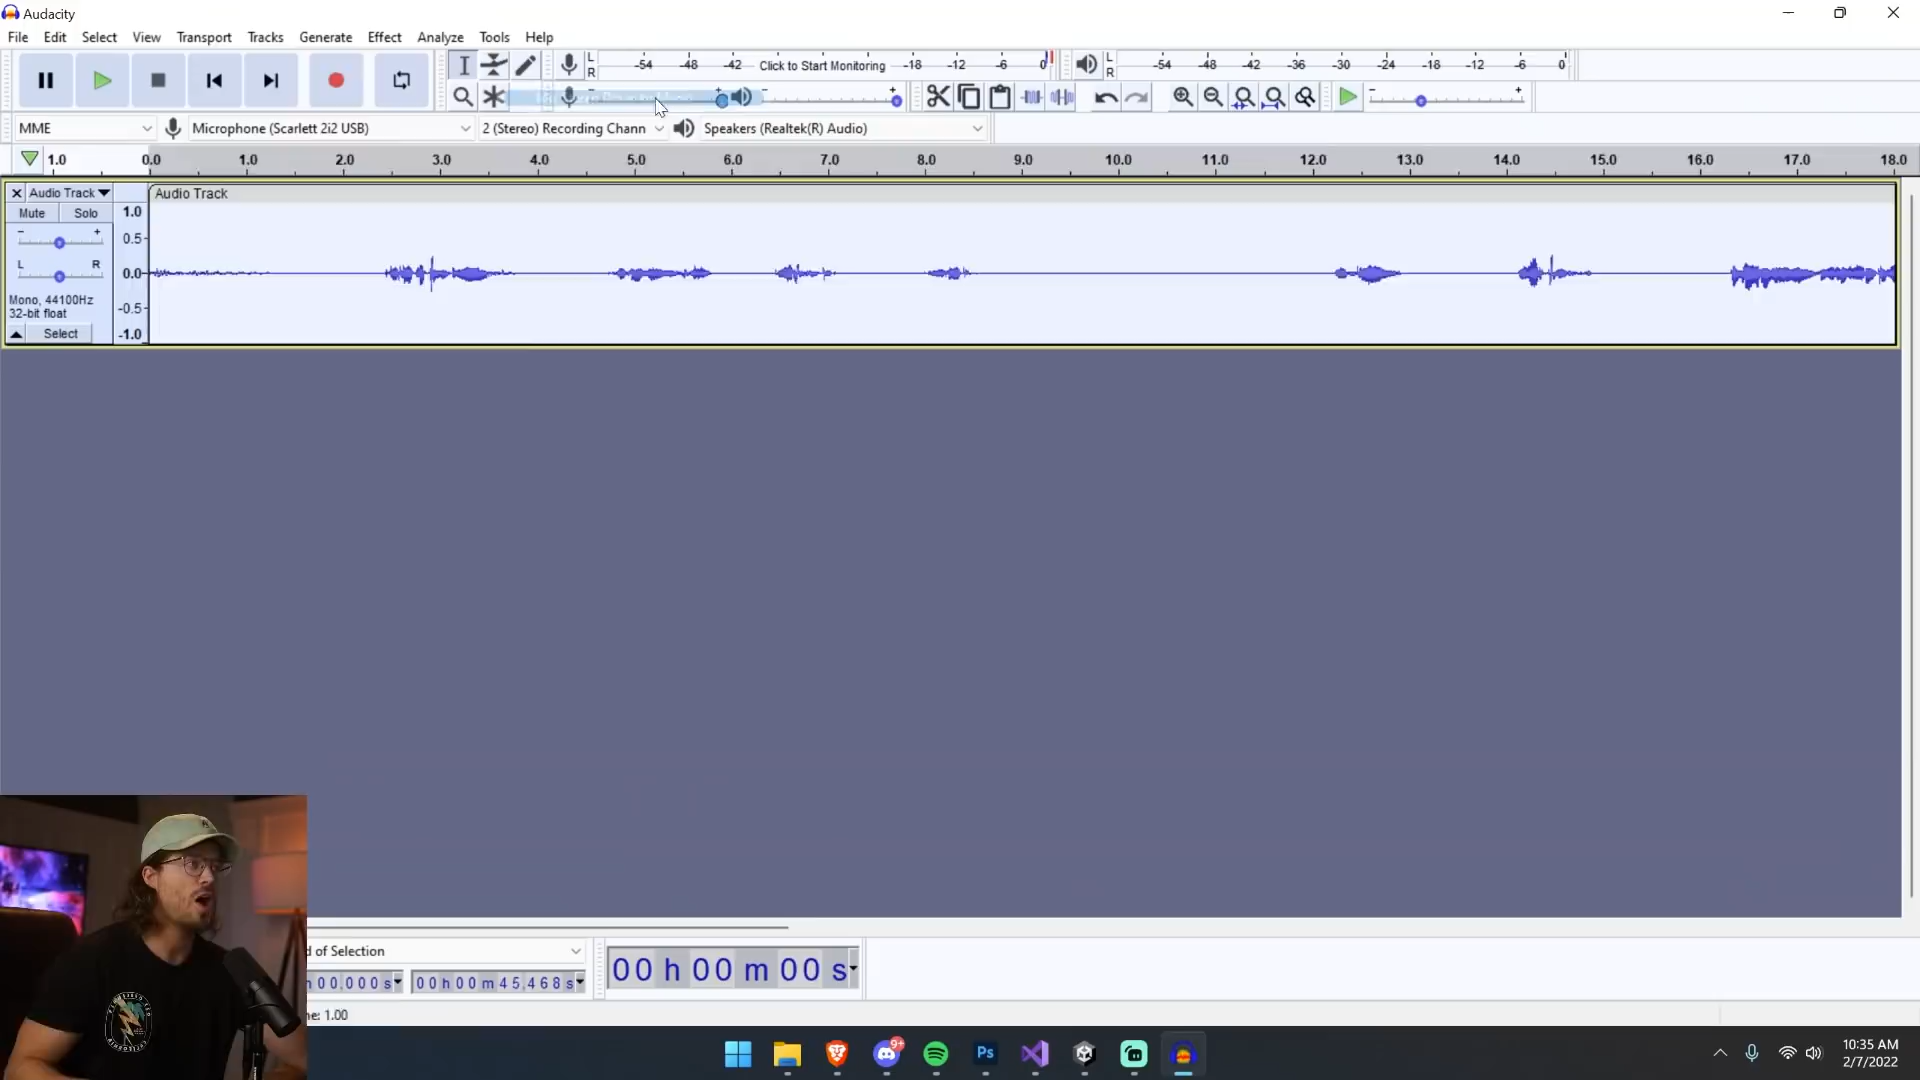 Audacity
File Edit Select View Transport Tracks Generate Effect Analyze Tools Help
L R -54 -48 -42 Click to Start Monitoring -18 -12 -6 0 L R -54 -48 -42 -36 -30 -24 -18 -12 -6 0
MME Microphone (Scarlett 2i2 USB) 2 (Stereo) Recording Chann Speakers (Realtek(R) Audio)
1.0 0.0 1.0 2.0 3.0 4.0 5.0 6.0 7.0 8.0 9.0 10.0 11.0 12.0 13.0 14.0 15.0 16.0 17.0 18.0
Audio Track Audio Track
Mute Solo 1.0
- + 0.5
L R 0.0
Mono, 44100Hz
32-bit float -0.5
Select -1.0
d of Selection
h 00.000 s 00 h 00 m 45.468 s 00 h 00 m 00 s
ne: 1.00
9+
Ps
10:35 AM
2/7/2022